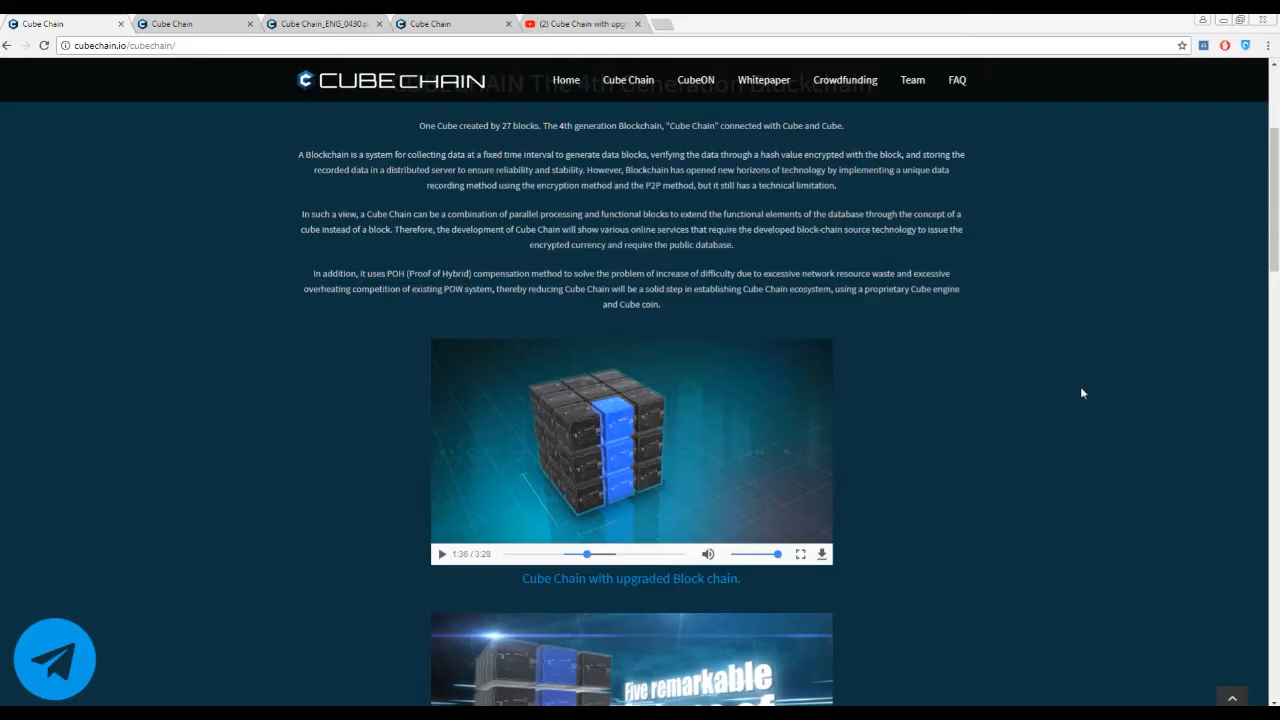 Cube Chain
Cube Chain
Cube Chain_ENG_0430.p
Cube Chain
(2) Cube Chain with upg
cubechain.io/cubechain/
CUBECHAIN
Home
Cube Chain
CubeON
Whitepaper
Crowdfunding
Team
FAQ
CUBECHAIN The 4th Generation Blockchain
One Cube created by 27 blocks. The 4th generation Blockchain, "Cube Chain" connected with Cube and Cube.
A Blockchain is a system for collecting data at a fixed time interval to generate data blocks, verifying the data through a hash value encrypted with the block, and storing the
recorded data in a distributed server to ensure reliability and stability. However, Blockchain has opened new horizons of technology by implementing a unique data
recording method using the encryption method and the P2P method, but it still has a technical limitation.
In such a view, a Cube Chain can be a combination of parallel processing and functional blocks to extend the functional elements of the database through the concept of a
cube instead of a block. Therefore, the development of Cube Chain will show various online services that require the developed block-chain source technology to issue the
encrypted currency and require the public database.
In addition, it uses POH (Proof of Hybrid) compensation method to solve the problem of increase of difficulty due to excessive network resource waste and excessive
overheating competition of existing POW system, thereby reducing Cube Chain will be a solid step in establishing Cube Chain ecosystem, using a proprietary Cube engine
and Cube coin.
1:36 / 3:28
Cube Chain with upgraded Block chain.
Five remarkable